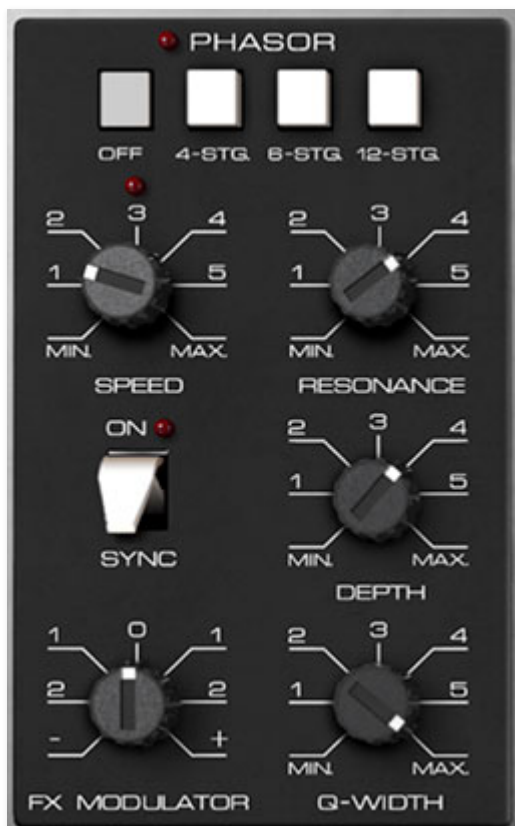 PHASOR
OFF 4-STG. 6-STG. 12-STG.
2 3 4 2 3 4
1 5 1 5
MIN. MAX. MIN. MAX.
SPEED RESONANCE
ON
2 3 4
1 5
SYNC
MIN. MAX.
DEPTH
1 0 1 2 3 4
2 2 1 5
- + MIN. MAX.
FX MODULATOR Q-WIDTH